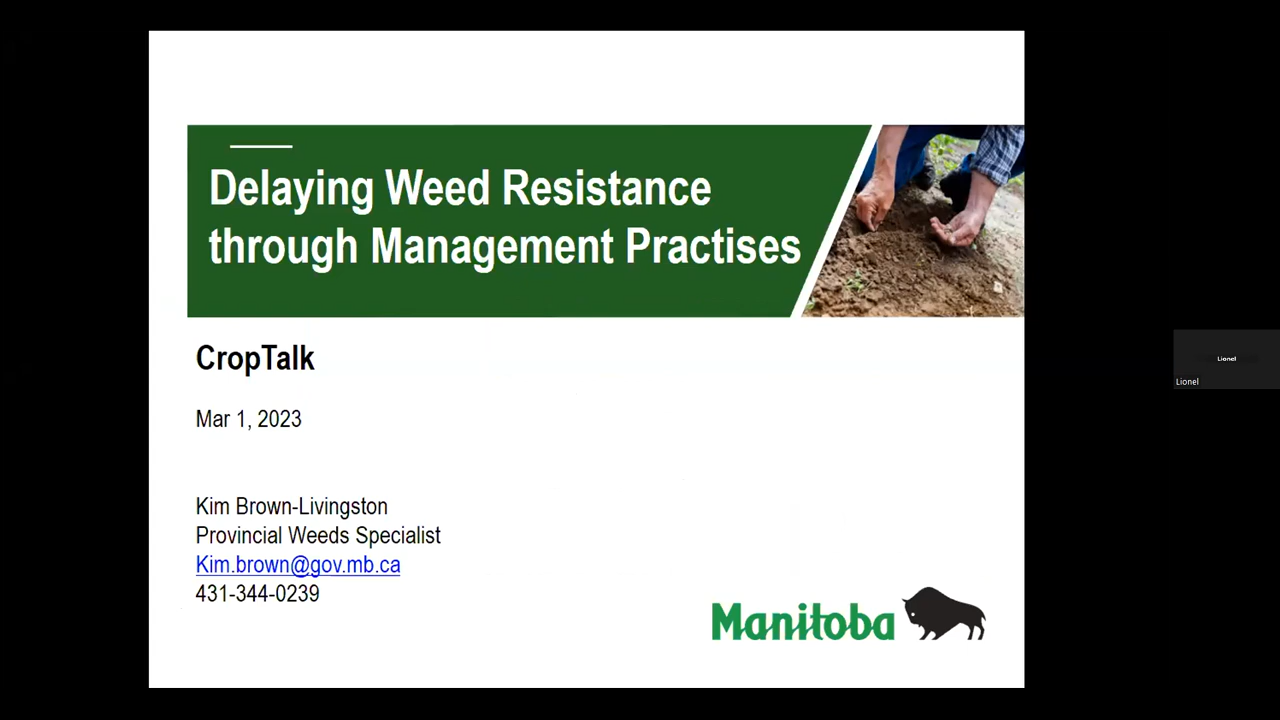 Delaying Weed Resistance
through Management Practises
CropTalk
Mar 1, 2023
Kim Brown-Livingston
Provincial Weeds Specialist
Kim.brown@gov.mb.ca
431-344-0239
Manitoba
Lionel
Lionel